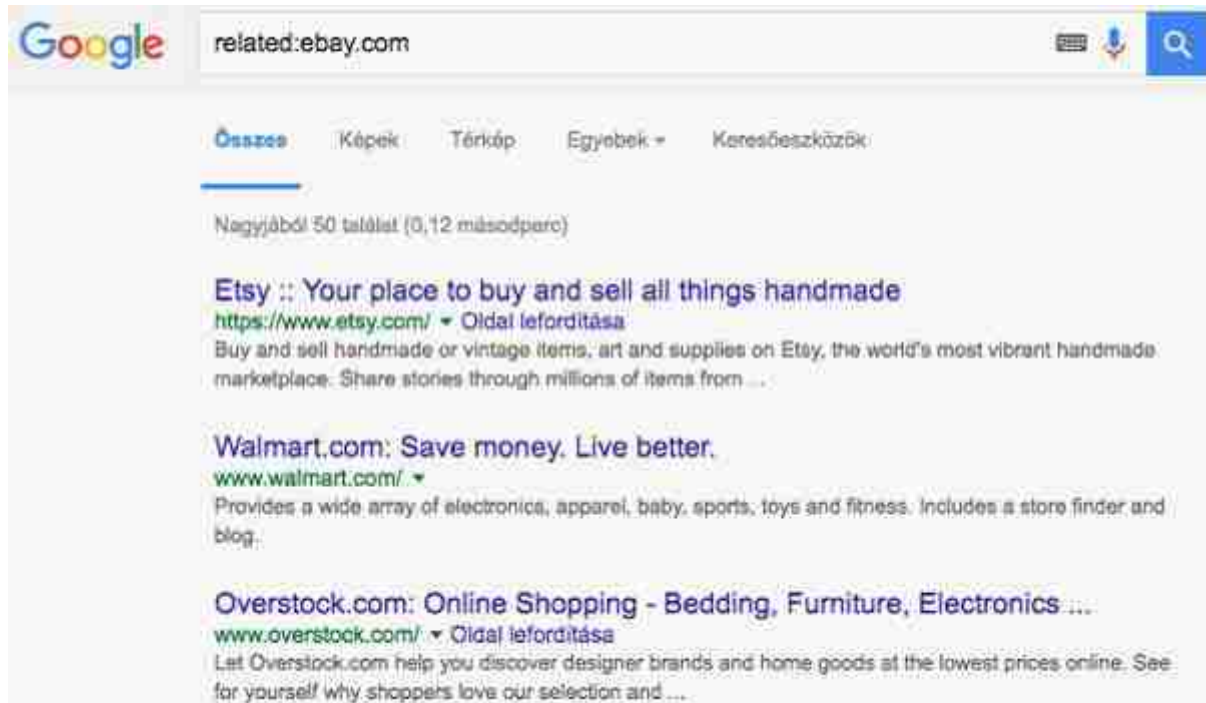 Google related:ebay.com
Összes Képek Térkép Egyebek Keresőeszközök
Nagyjából 50 találat (0,12 másodperc)
Etsy :: Your place to buy and sell all things handmade
https://www.etsy.com/ Oldal lefordítása
Buy and sell handmade or vintage items, art and supplies on Etsy, the world's most vibrant handmade
marketplace. Share stories through millions of items from ...
Walmart.com: Save money. Live better.
www.walmart.com/
Provides a wide array of electronics, apparel, baby, sports, toys and fitness. Includes a store finder and
blog.
Overstock.com: Online Shopping - Bedding, Furniture, Electronics ...
www.overstock.com/ Oldal lefordítása
Let Overstock.com help you discover designer brands and home goods at the lowest prices online. See
for yourself why shoppers love our selection and ...